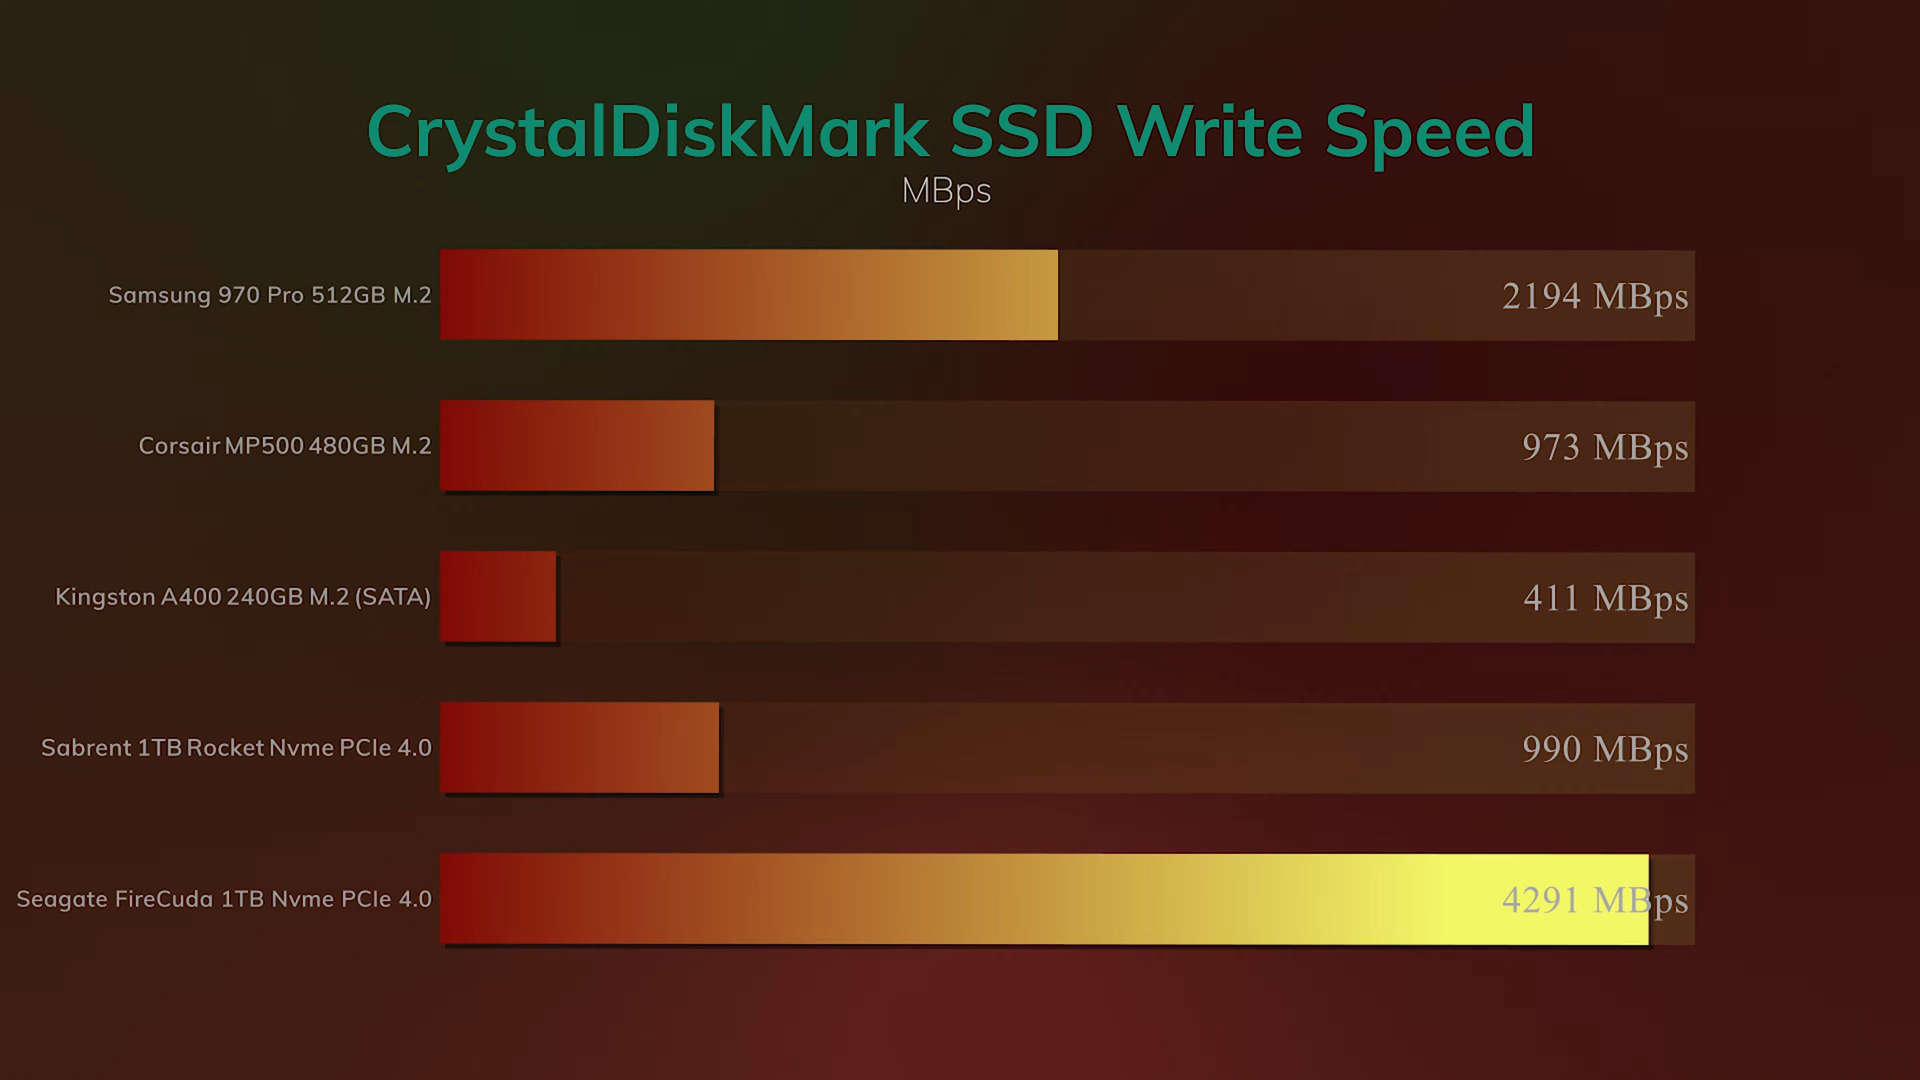 CrystalDiskMark SSD Write Speed
MBps
Samsung 970 Pro 512GB M.2 2194 MBps
Corsair MP500 480GB M.2 973 MBps
Kingston A400 240GB M.2 (SATA) 411 MBps
Sabrent 1TB Rocket Nvme PCIe 4.0 990 MBps
Seagate FireCuda 1TB Nvme PCIe 4.0 4291 MBps